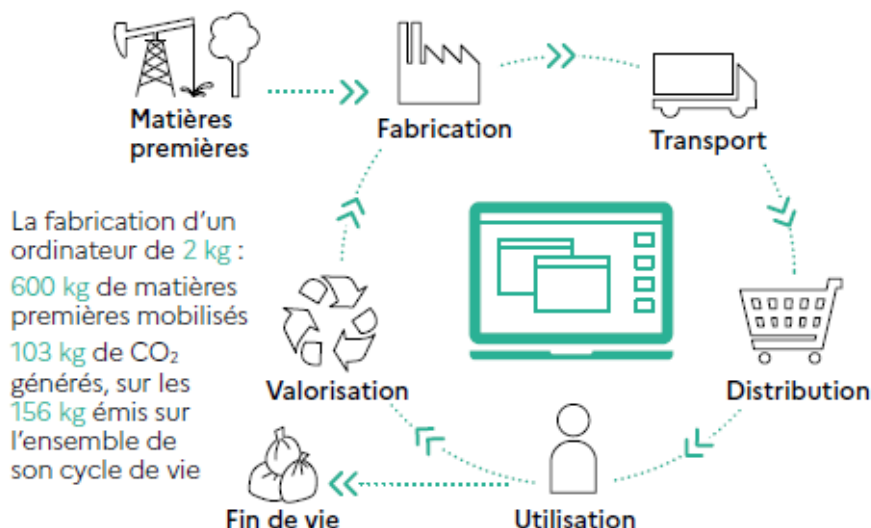 Matières
premières
Fabrication
Transport
La fabrication d'un
ordinateur de 2 kg :
600 kg de matières
premières mobilisés
103 kg de CO₂
générés, sur les
156 kg émis sur
l'ensemble de
son cycle de vie
Valorisation
Distribution
Fin de vie
Utilisation